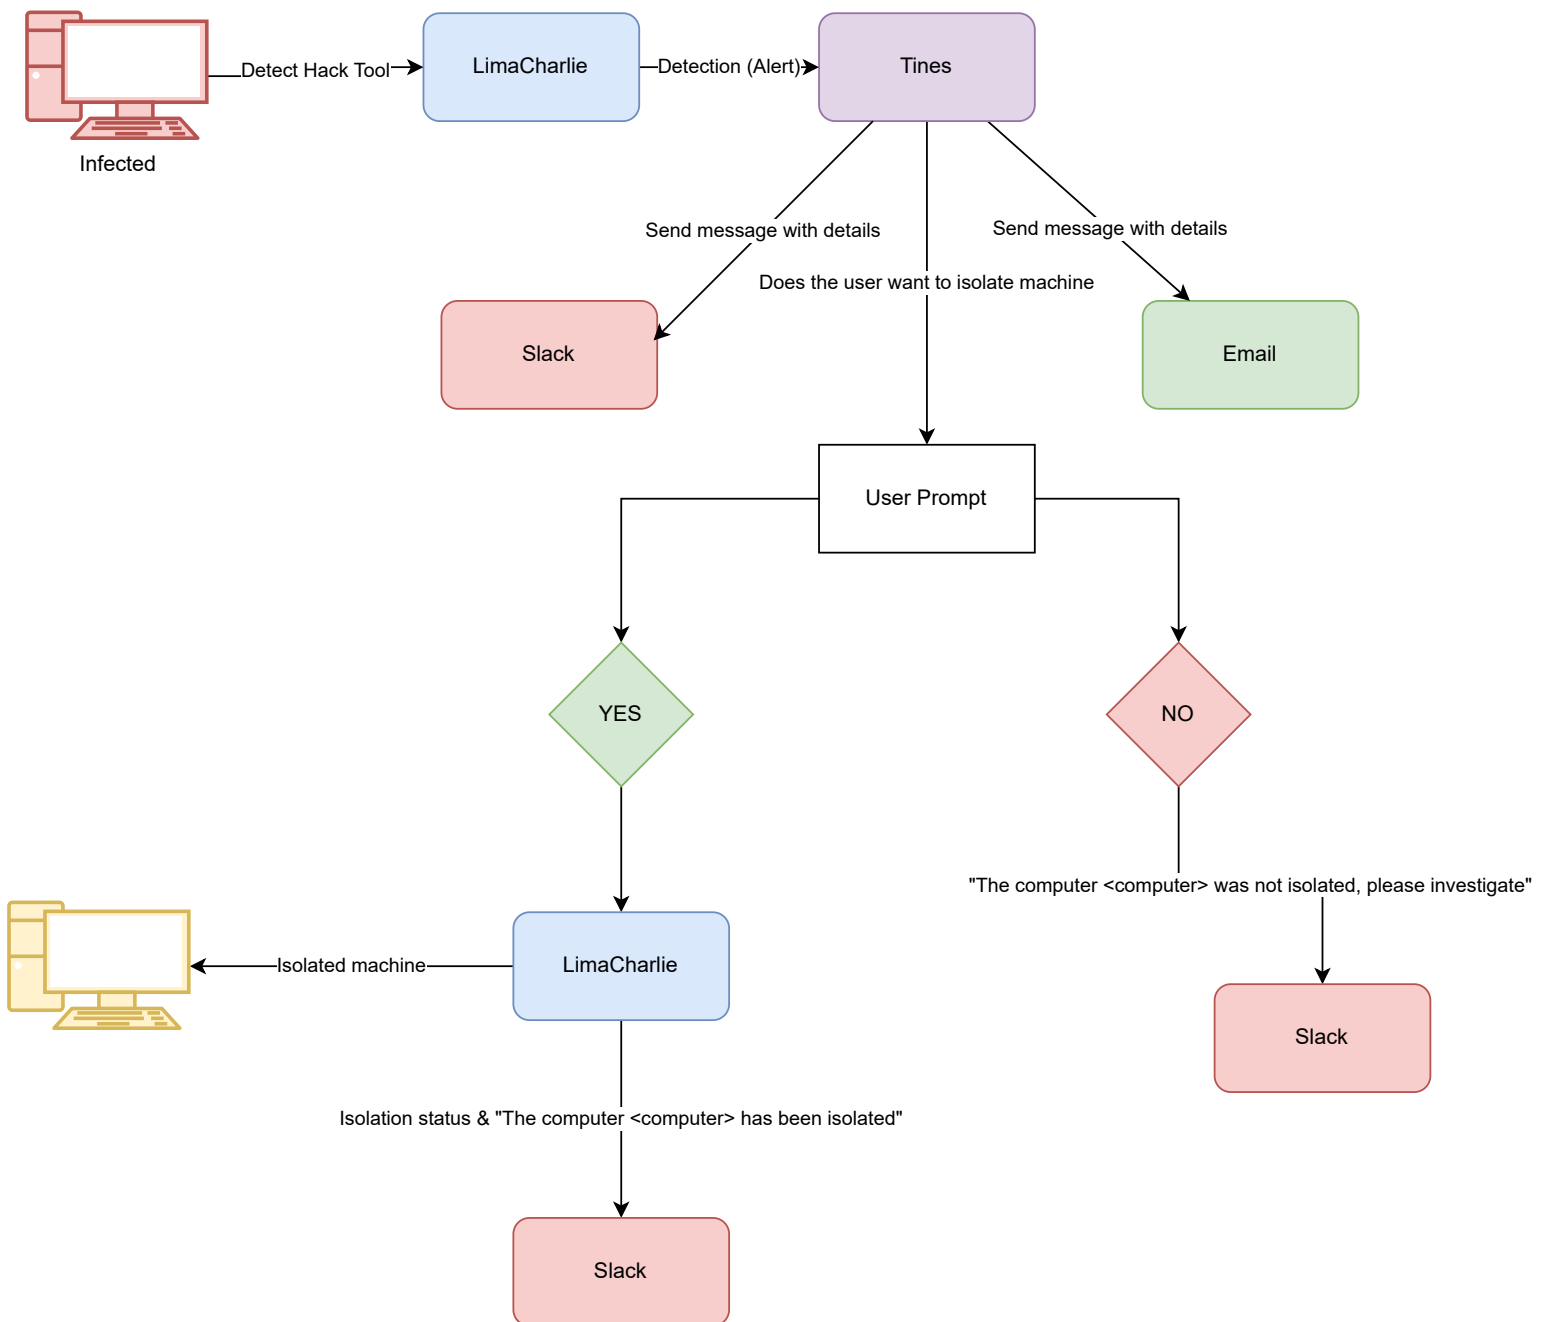 Detect Hack Tool
LimaCharlie
Detection (Alert)
Tines
Infected
Send message with details
Send message with details
Does the user want to isolate machine
Slack
Email
User Prompt
YES
NO
"The computer <computer> was not isolated, please investigate"
Isolated machine
LimaCharlie
Slack
Isolation status & "The computer <computer> has been isolated"
Slack